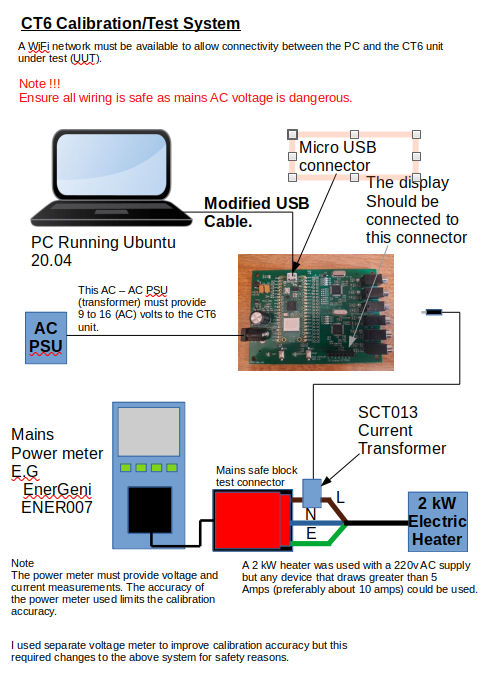 CT6 Calibration/Test System
A WiFi network must be available to allow connectivity between the PC and the CT6 unit
under test (UUT).
Note !!!
Ensure all wiring is safe as mains AC voltage is dangerous.
Micro USB
connector
The display
Should be
connected to
this connector
Modified USB
Cable.
PC Running Ubuntu
20.04
This AC – AC PSU
(transformer) must provide
9 to 16 (AC) volts to the CT6
unit.
AC
PSU
SCT013
Current
Transformer
Mains
Power meter
E,G
EnerGeni
ENER007
Mains safe block
test connector
L
N
E
2 kW
Electric
Heater
Note
The power meter must provide voltage and
current measurements. The accuracy of
the power meter used limits the calibration
accuracy.
A 2 kW heater was used with a 220v AC supply
but any device that draws greater than 5
Amps (preferably about 10 amps) could be used.
I used separate voltage meter to improve calibration accuracy but this
required changes to the above system for safety reasons.